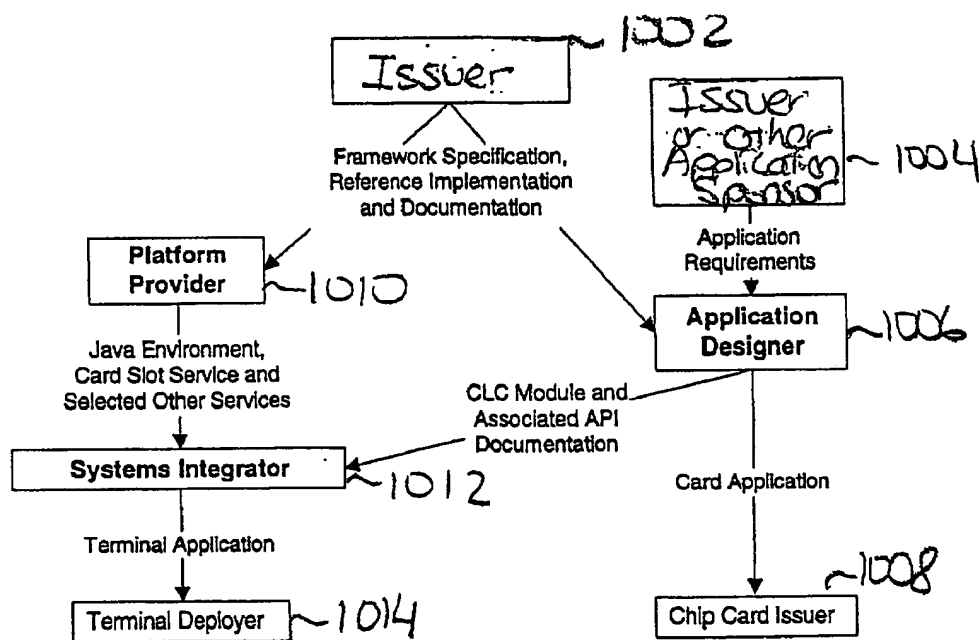 1002
Issuer
Issuer
or other
Application
Sponsor
1004
Framework Specification,
Reference Implementation
and Documentation
Application
Requirements
Platform
Provider
1010
Application
Designer
1006
Java Environment,
Card Slot Service and
Selected Other Services
CLC Module and
Associated API
Documentation
Systems Integrator
1012
Card Application
Terminal Application
1008
Terminal Deployer
1014
Chip Card Issuer